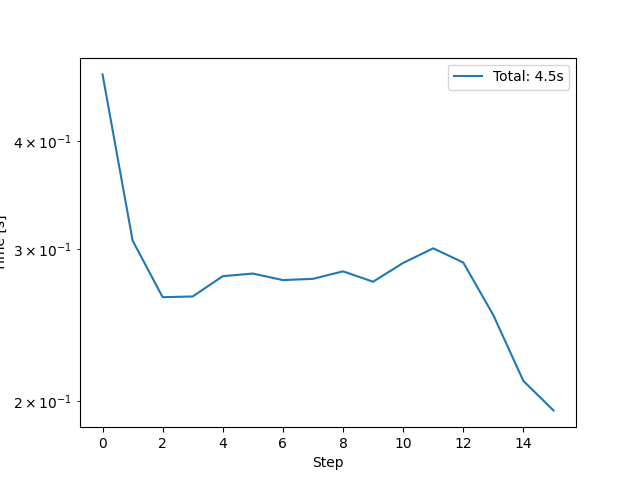 Total: 4.5s
4 × 10⁻¹
3 × 10⁻¹
2 × 10⁻¹
Time [s]
0 2 4 6 8 10 12 14
Step